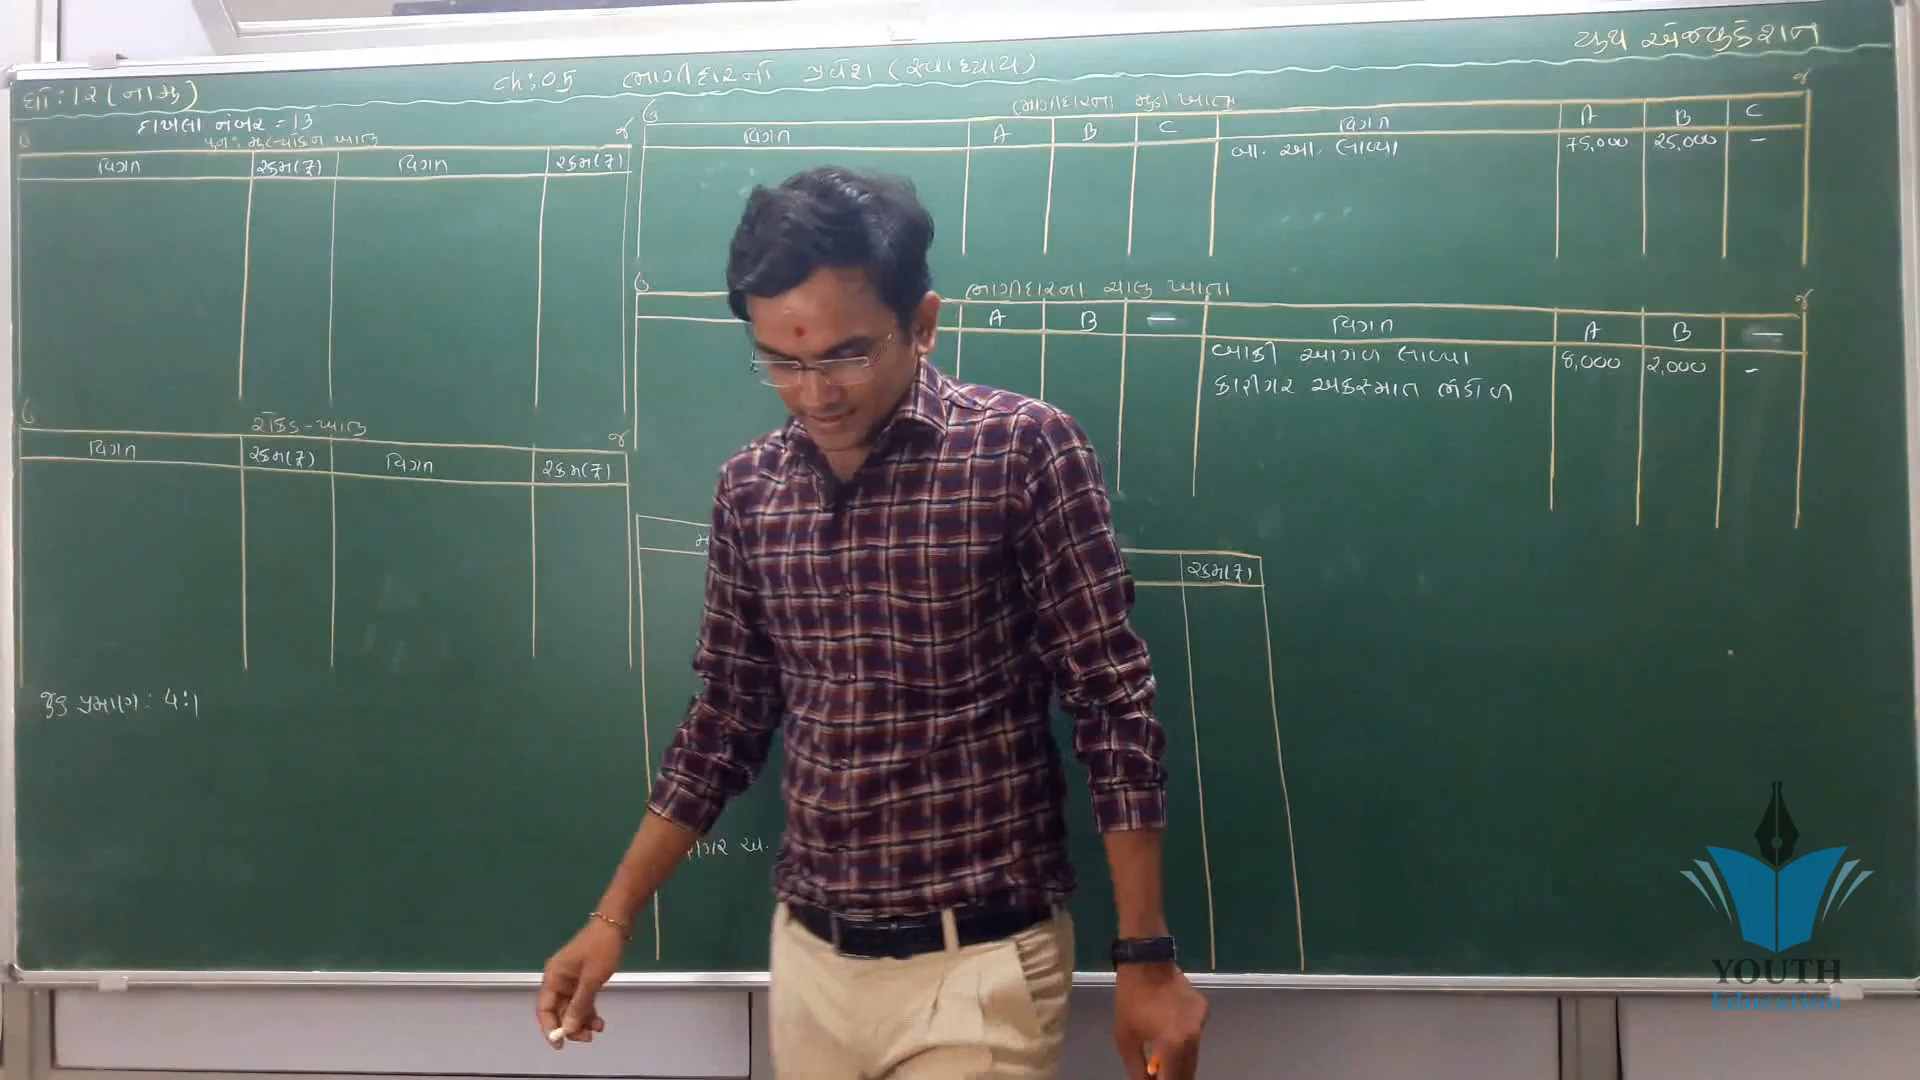 યુથ એજ્યુકેશન
ધો:12 (નામુ)
ch:05 ભાગીદારનો પ્રવેશ (સ્વાધ્યાય)
દાખલા નંબર = 13
ઉ પુનઃ મૂલ્યાંકન ખાતુ જ
વિગત રકમ(₹) વિગત રકમ(₹)
ઉ રોકડ-ખાતુ જ
વિગત રકમ(₹) વિગત રકમ(₹)
જુનું પ્રમાણ: 4:1
ઉ ભાગીદારના મુડી ખાતા જ
વિગત A B C વિગત A B C
બા. આ. લાવ્યા 75,000 25,000 –
ઉ ભાગીદારના ચાલુ ખાતા જ
A B — વિગત A B —
બાકી આગળ લાવ્યા 8,000 2,000 -
કારીગર અકસ્માત ભંડોળ
રકમ(₹)